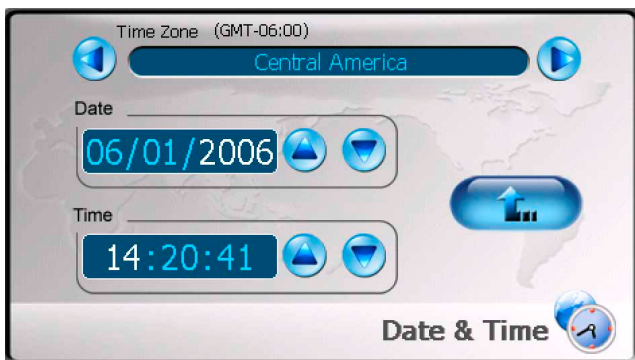 Time Zone (GMT-06:00)
Central America
Date
06/01/2006
Time
14:20:41
Date & Time